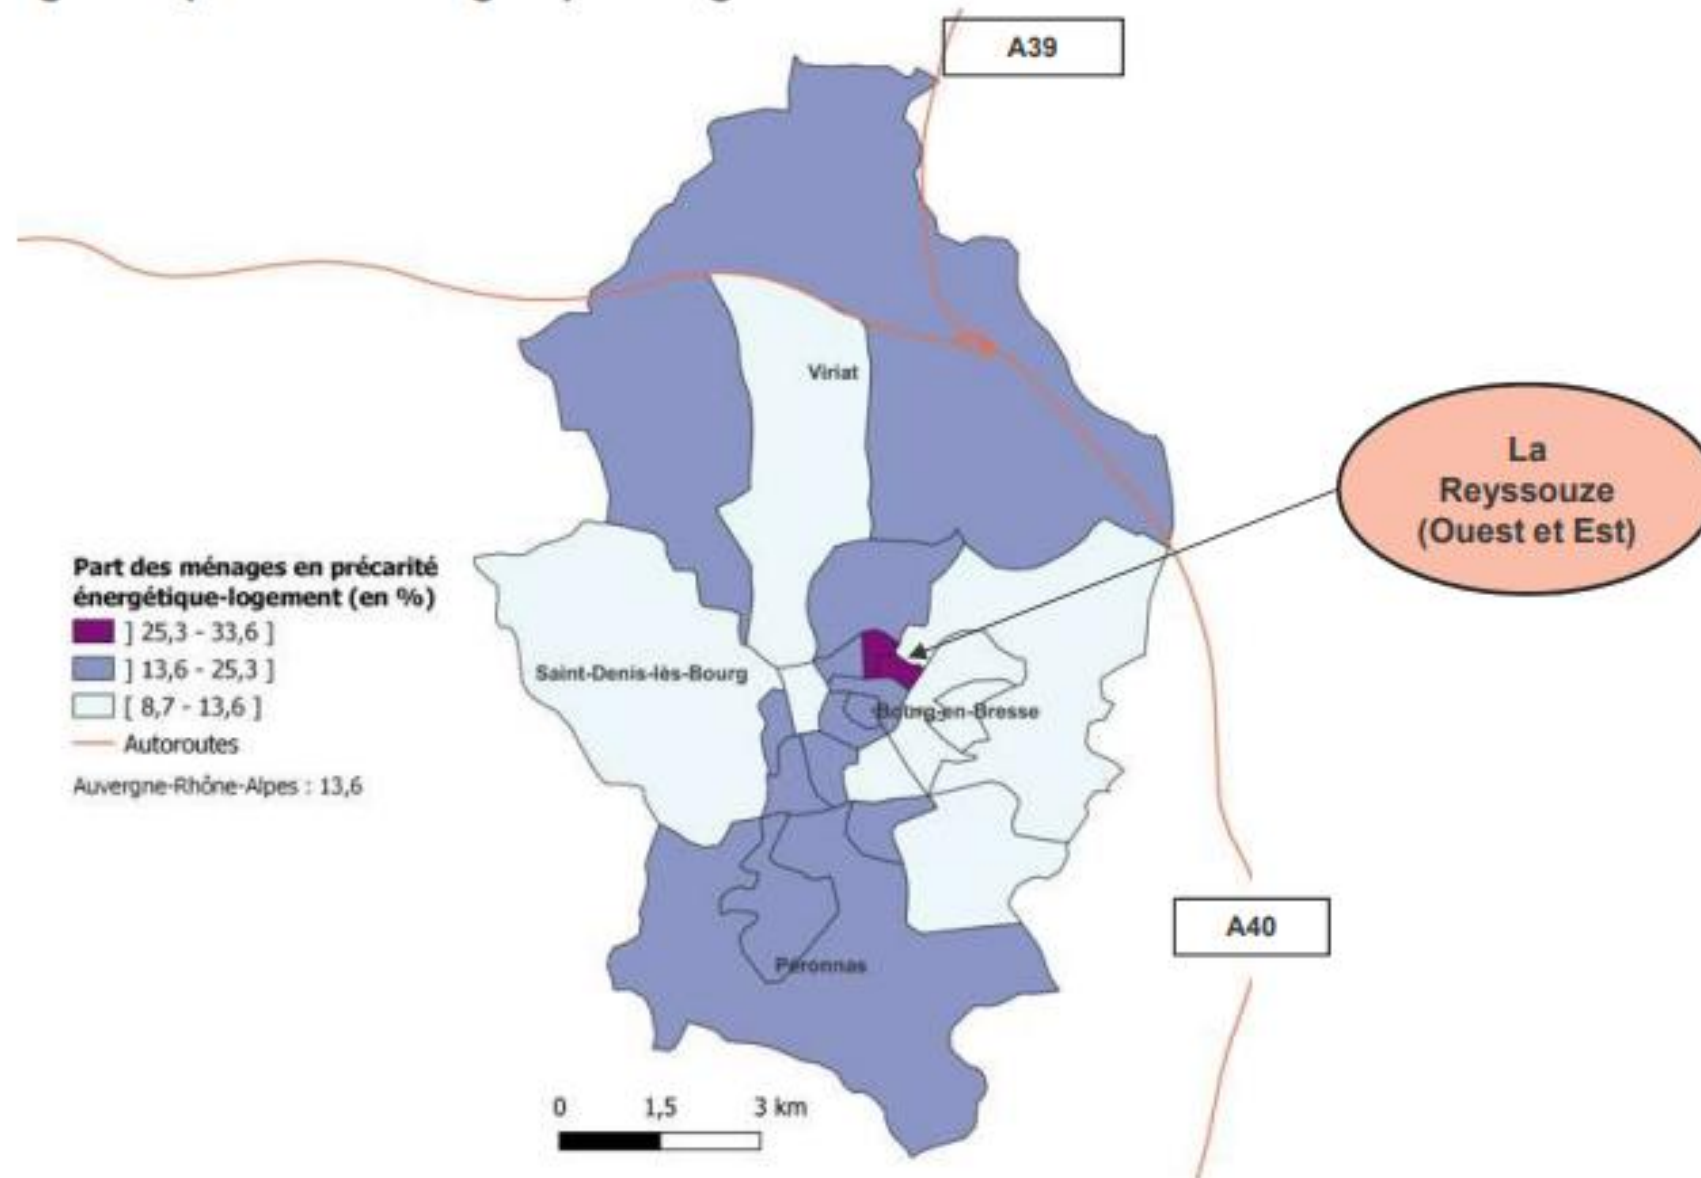 A39
Viriat
La
Reyssouze
(Ouest et Est)
Part des ménages en précarité
énergétique-logement (en %)
] 25,3 - 33,6 ]
] 13,6 - 25,3 ]
[ 8,7 - 13,6 ]
Autoroutes
Auvergne-Rhône-Alpes : 13,6
Saint-Denis-lès-Bourg
Bourg-en-Bresse
A40
Péronnas
0 1,5 3 km